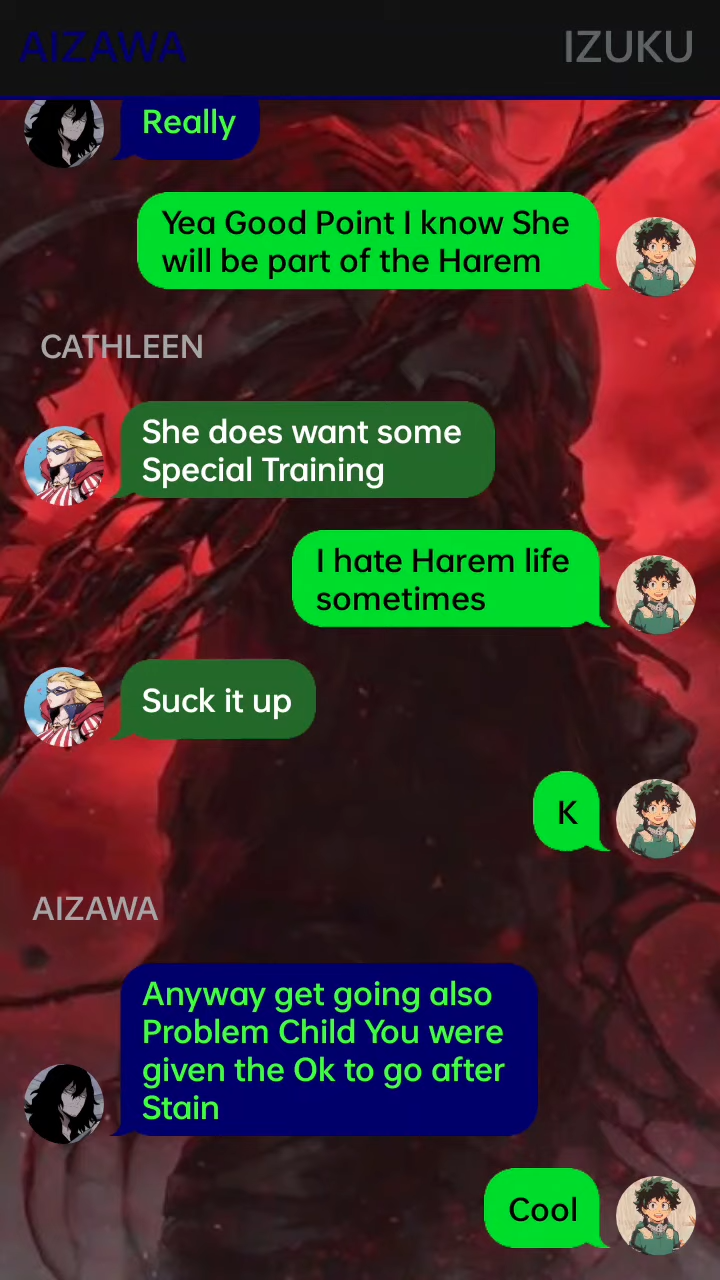 AIZAWA
IZUKU
Really
Yea Good Point I know She
will be part of the Harem
CATHLEEN
She does want some
Special Training
I hate Harem life
sometimes
Suck it up
K
AIZAWA
Anyway get going also
Problem Child You were
given the Ok to go after
Stain
Cool